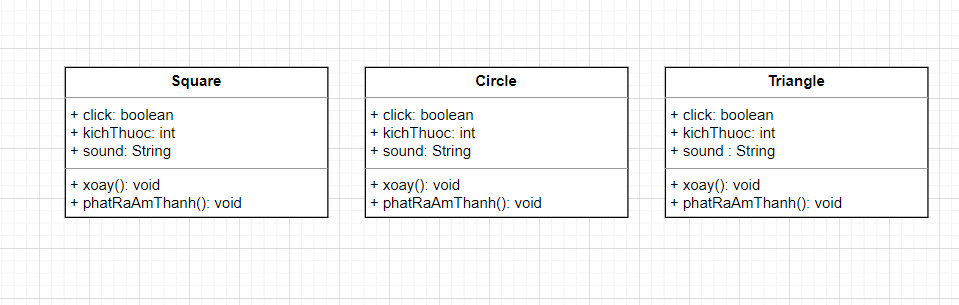 Square
+ click: boolean
+ kichThuoc: int
+ sound: String
+ xoay(): void
+ phatRaAmThanh(): void
Circle
+ click: boolean
+ kichThuoc: int
+ sound: String
+ xoay(): void
+ phatRaAmThanh(): void
Triangle
+ click: boolean
+ kichThuoc: int
+ sound : String
+ xoay(): void
+ phatRaAmThanh(): void